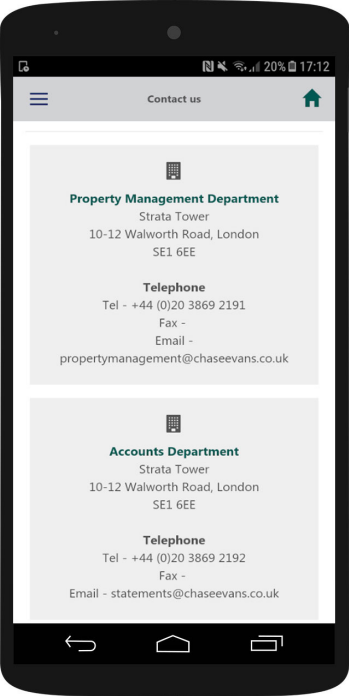 20% 17:12
Contact us
Property Management Department
Strata Tower
10-12 Walworth Road, London
SE1 6EE
Telephone
Tel - +44 (0)20 3869 2191
Fax -
Email -
propertymanagement@chaseevans.co.uk
Accounts Department
Strata Tower
10-12 Walworth Road, London
SE1 6EE
Telephone
Tel - +44 (0)20 3869 2192
Fax -
Email - statements@chaseevans.co.uk